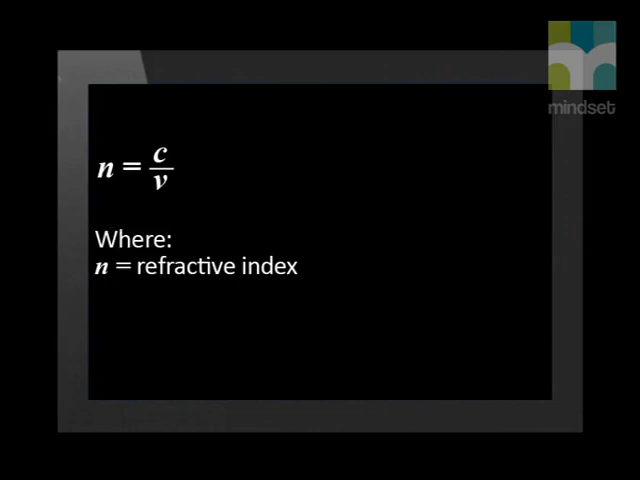 mindset
n = c/v
Where:
n = refractive index